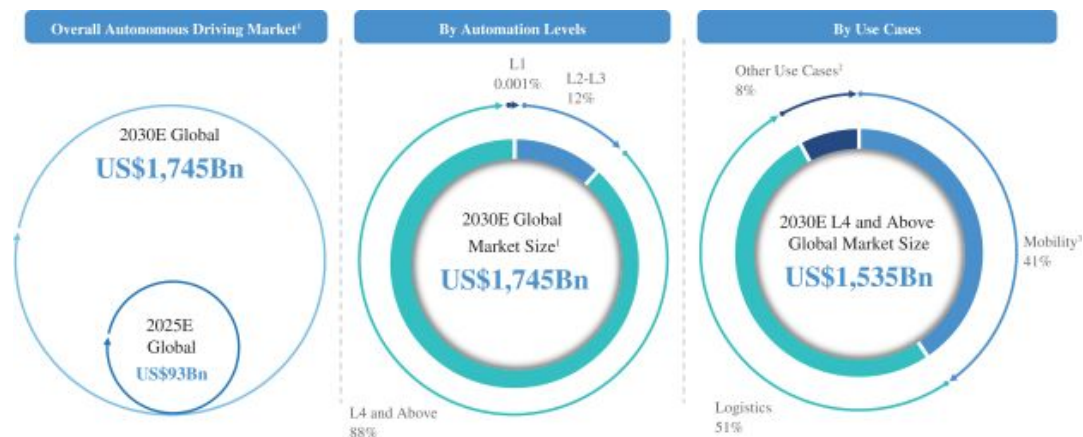 Overall Autonomous Driving Market¹
2030E Global
US$1,745Bn
2025E
Global
US$93Bn
By Automation Levels
L1
0.001%
L2-L3
12%
2030E Global
Market Size¹
US$1,745Bn
L4 and Above
88%
By Use Cases
Other Use Cases²
8%
2030E L4 and Above
Global Market Size
US$1,535Bn
Mobility³
41%
Logistics
51%